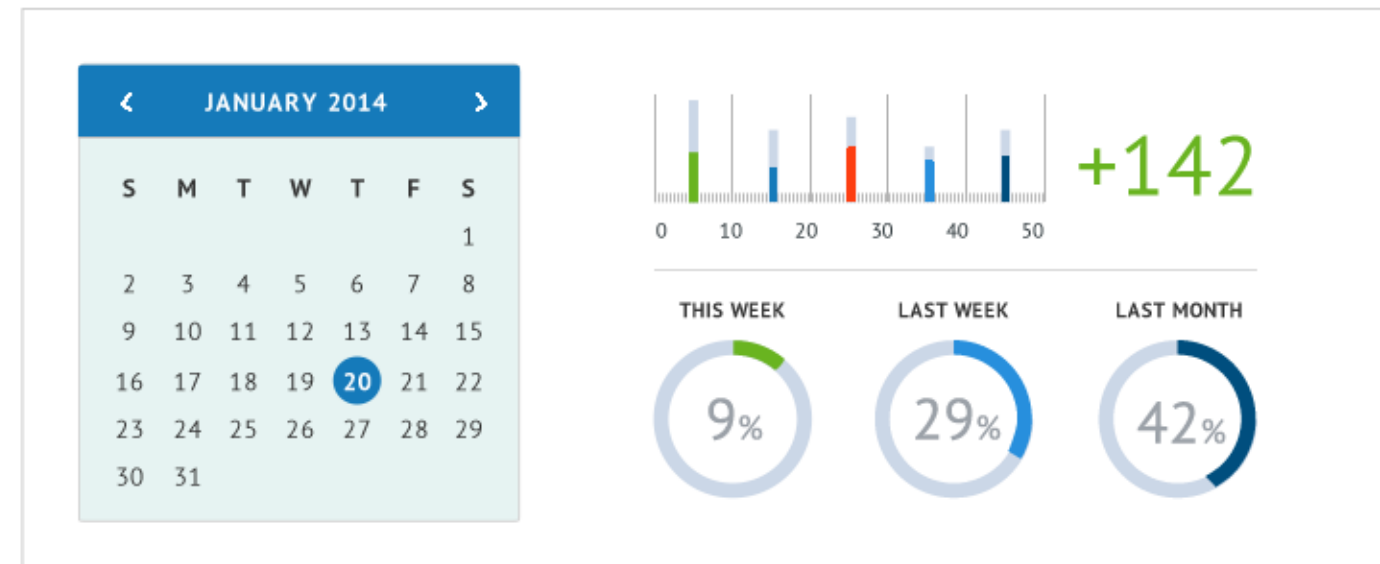 JANUARY 2014
S M T W T F S
1
2 3 4 5 6 7 8
9 10 11 12 13 14 15
16 17 18 19 20 21 22
23 24 25 26 27 28 29
30 31
+142
0 10 20 30 40 50
THIS WEEK LAST WEEK LAST MONTH
9% 29% 42%